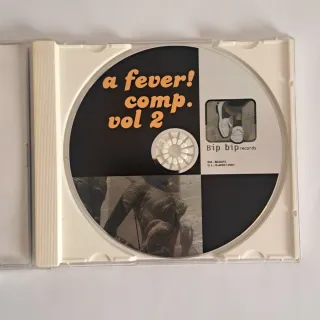 a fever!
comp.
vol 2
Bip bip records